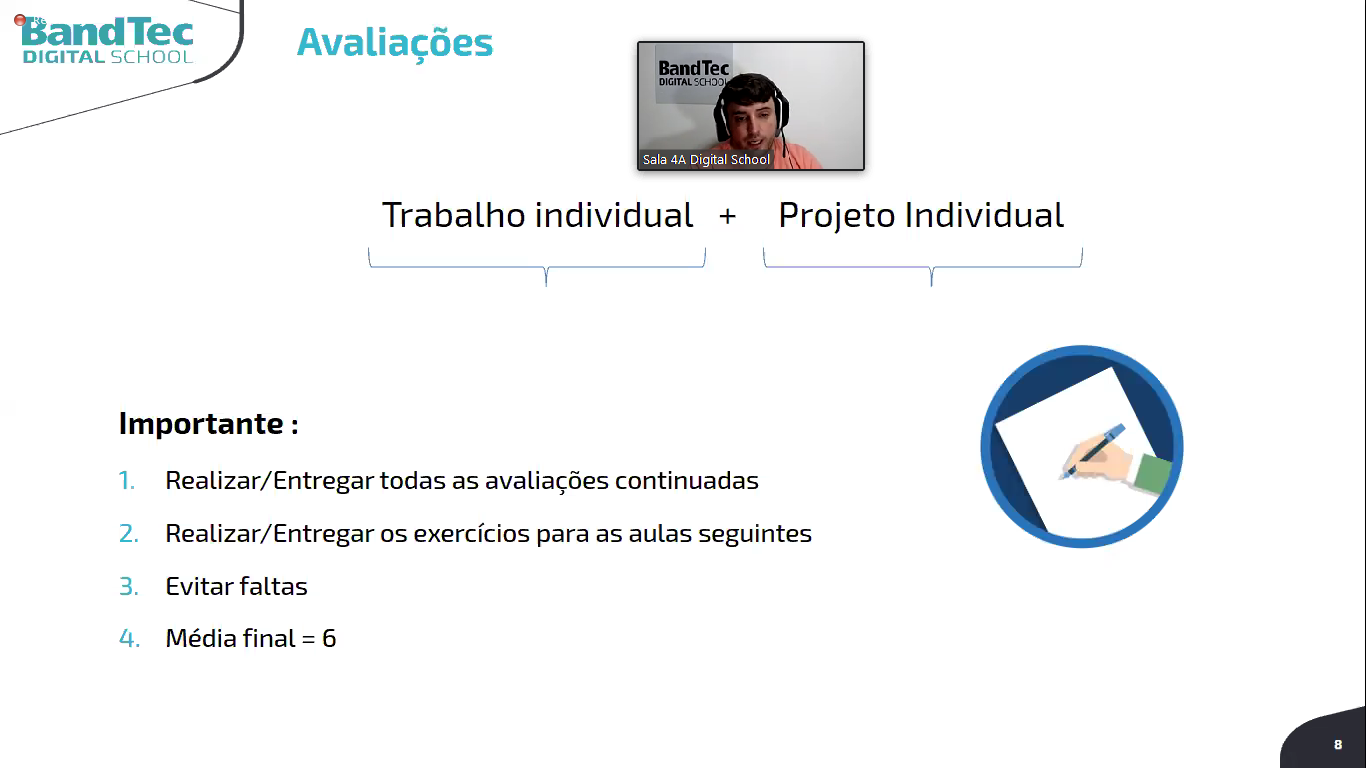 BandTec
DIGITAL SCHOOL
Avaliações
BandTec
DIGITAL SCHOOL
Sala 4A Digital School
Trabalho individual + Projeto Individual
Importante :
1. Realizar/Entregar todas as avaliações continuadas
2. Realizar/Entregar os exercícios para as aulas seguintes
3. Evitar faltas
4. Média final = 6
8